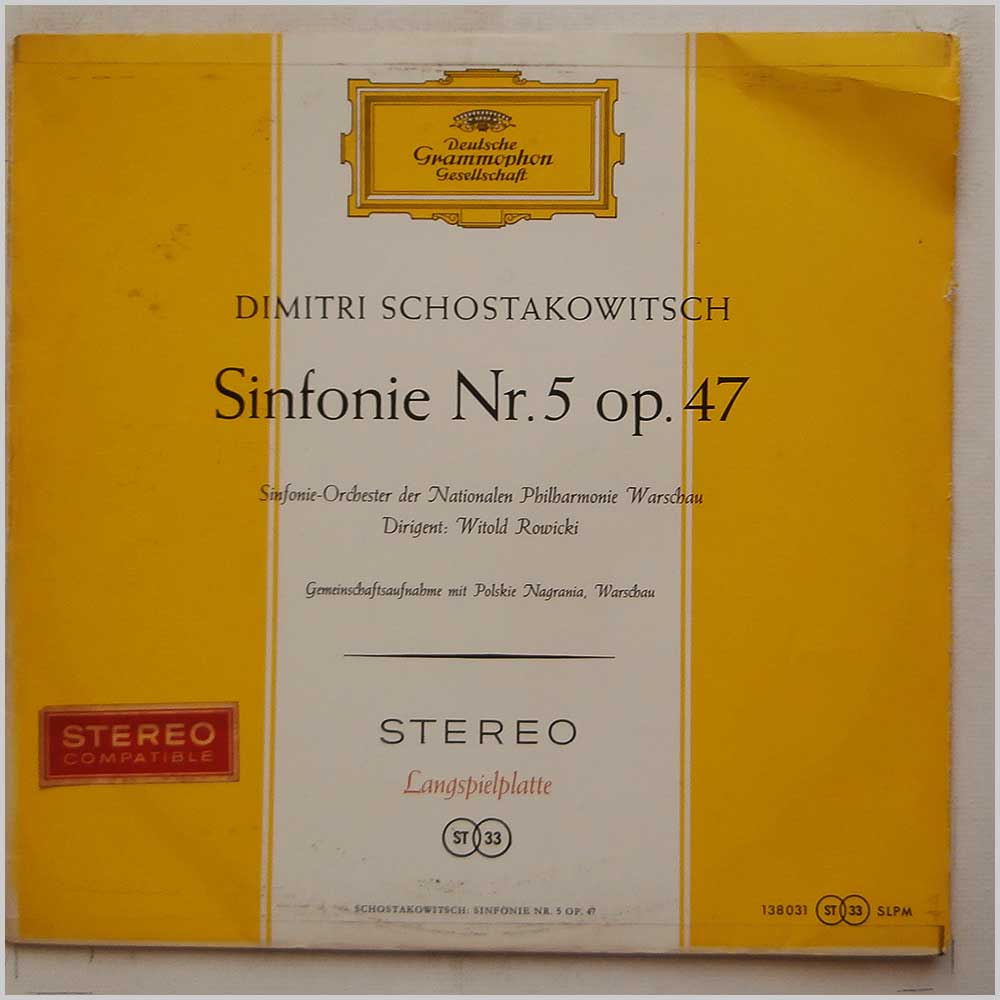 Deutsche
Grammophon
Gesellschaft
DIMITRI SCHOSTAKOWITSCH
Sinfonie Nr. 5 op. 47
Sinfonie-Orchester der Nationalen Philharmonie Warschau
Dirigent: Witold Rowicki
Gemeinschaftsaufnahme mit Polskie Nagrania, Warschau
STEREO
COMPATIBLE
STEREO
Langspielplatte
ST 33
SCHOSTAKOWITSCH: SINFONIE NR. 5 OP. 47
138031 ST 33 SLPM